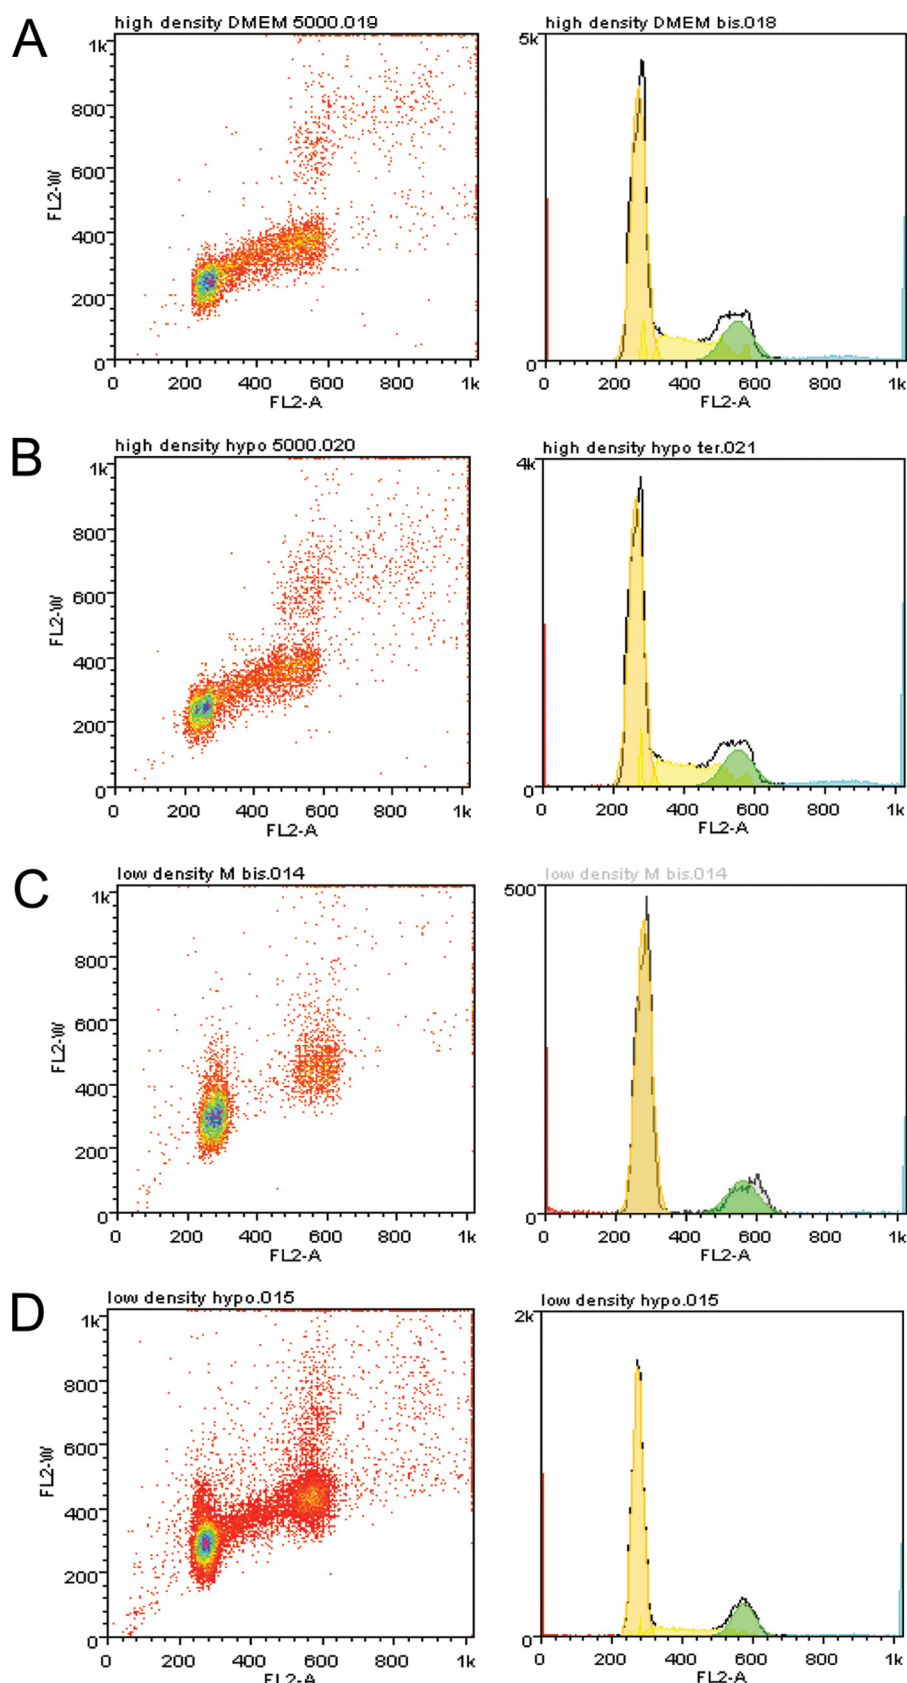 A
high density DMEM 5000.019
1k
800
600
400
200
0
FL2-W
0 200 400 600 800 1k
FL2-A
high density DMEM bis.018
5k
0
0 200 400 600 800 1k
FL2-A
B
high density hypo 5000.020
1k
800
600
400
200
0
FL2-W
0 200 400 600 800 1k
FL2-A
high density hypo ter.021
4k
0
0 200 400 600 800 1k
FL2-A
C
low density M bis.014
1k
800
600
400
200
0
FL2-W
0 200 400 600 800 1k
FL2-A
low density M bis.014
500
0
0 200 400 600 800 1k
FL2-A
D
low density hypo.015
1k
800
600
400
200
0
FL2-W
0 200 400 600 800 1k
FL2-A
low density hypo.015
2k
0
0 200 400 600 800 1k
FL2-A